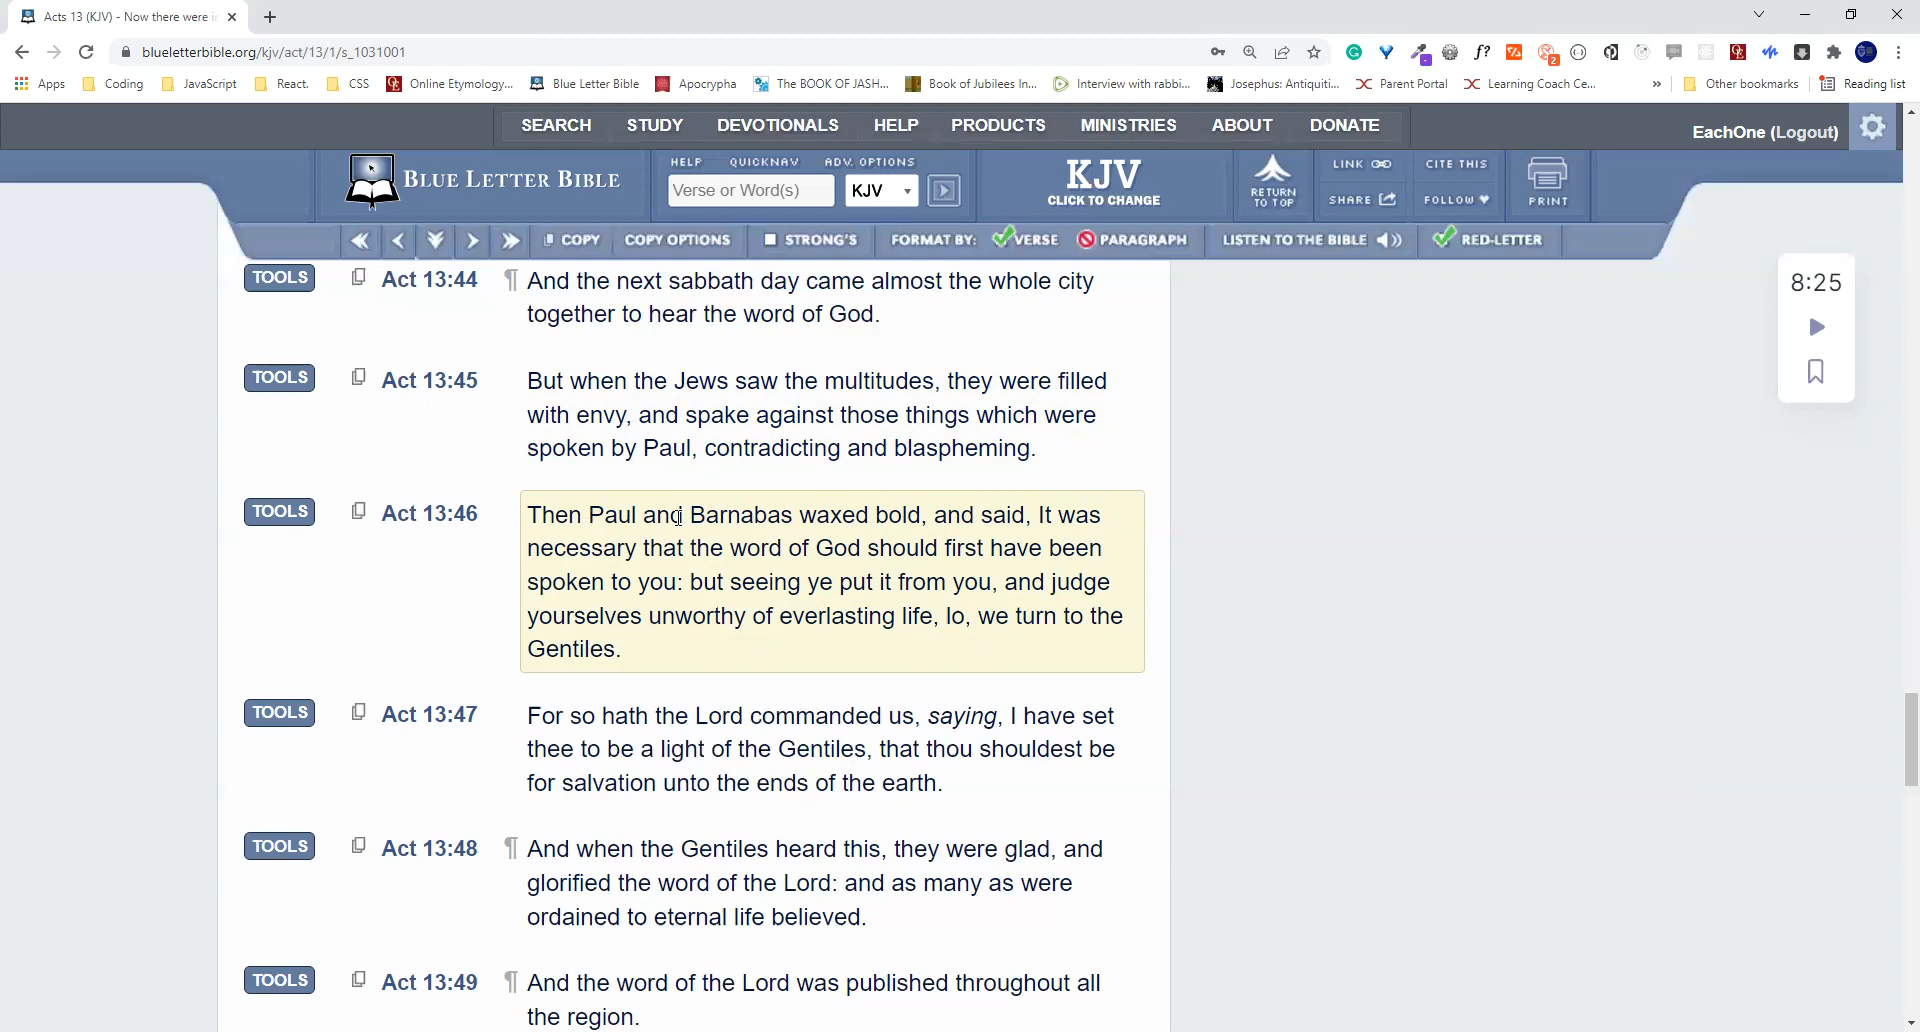 Acts 13 (KJV) - Now there were i
blueletterbible.org/kjv/act/13/1/s_1031001
Apps Coding JavaScript React. CSS Online Etymology... Blue Letter Bible Apocrypha The BOOK OF JASH... Book of Jubilees In... Interview with rabbi... Josephus: Antiquiti... Parent Portal Learning Coach Ce... » Other bookmarks Reading list
SEARCH STUDY DEVOTIONALS HELP PRODUCTS MINISTRIES ABOUT DONATE
EachOne (Logout)
HELP QUICKNAV ADV. OPTIONS
BLUE LETTER BIBLE
Verse or Word(s) KJV
KJV
CLICK TO CHANGE
RETURN
TO TOP
LINK CITE THIS
SHARE FOLLOW
PRINT
COPY COPY OPTIONS STRONG'S FORMAT BY: VERSE PARAGRAPH LISTEN TO THE BIBLE RED-LETTER
8:25
TOOLS Act 13:44 ¶ And the next sabbath day came almost the whole city
together to hear the word of God.
TOOLS Act 13:45 But when the Jews saw the multitudes, they were filled
with envy, and spake against those things which were
spoken by Paul, contradicting and blaspheming.
TOOLS Act 13:46 Then Paul and Barnabas waxed bold, and said, It was
necessary that the word of God should first have been
spoken to you: but seeing ye put it from you, and judge
yourselves unworthy of everlasting life, lo, we turn to the
Gentiles.
TOOLS Act 13:47 For so hath the Lord commanded us, saying, I have set
thee to be a light of the Gentiles, that thou shouldest be
for salvation unto the ends of the earth.
TOOLS Act 13:48 ¶ And when the Gentiles heard this, they were glad, and
glorified the word of the Lord: and as many as were
ordained to eternal life believed.
TOOLS Act 13:49 ¶ And the word of the Lord was published throughout all
the region.